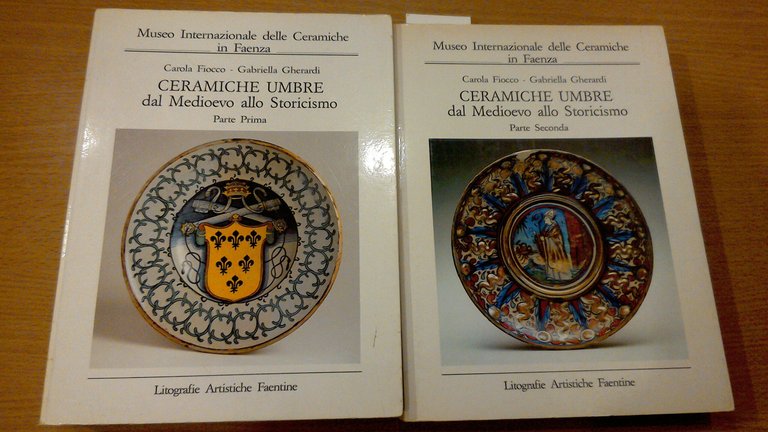 Museo Internazionale delle Ceramiche
in Faenza
Carola Fiocco - Gabriella Gherardi
CERAMICHE UMBRE
dal Medioevo allo Storicismo
Parte Prima
Litografie Artistiche Faentine
Museo Internazionale delle Ceramiche
in Faenza
Carola Fiocco - Gabriella Gherardi
CERAMICHE UMBRE
dal Medioevo allo Storicismo
Parte Seconda
Litografie Artistiche Faentine